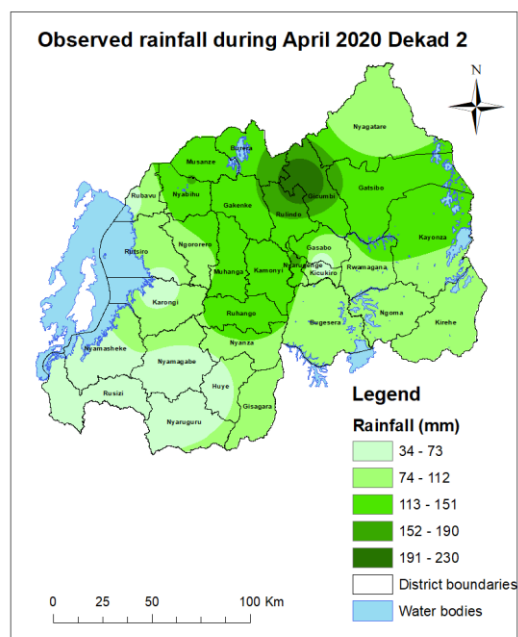 Observed rainfall during April 2020 Dekad 2
N
Nyagatare
Burera
Musanze
Nyabihu
Gicumbi
Gatsibo
Rubavu
Gakenke
Rulindo
Kayonza
Rutsiro
Ngororero
Gasabo
Muhanga
Kamonyi
Nyarugenge
Kicukiro
Rwamagana
Karongi
Ruhango
Bugesera
Ngoma
Kirehe
Nyamasheke
Nyanza
Nyamagabe
Rusizi
Huye
Gisagara
Nyaruguru
Legend
Rainfall (mm)
34 - 73
74 - 112
113 - 151
152 - 190
191 - 230
District boundaries
Water bodies
0 25 50 100 Km